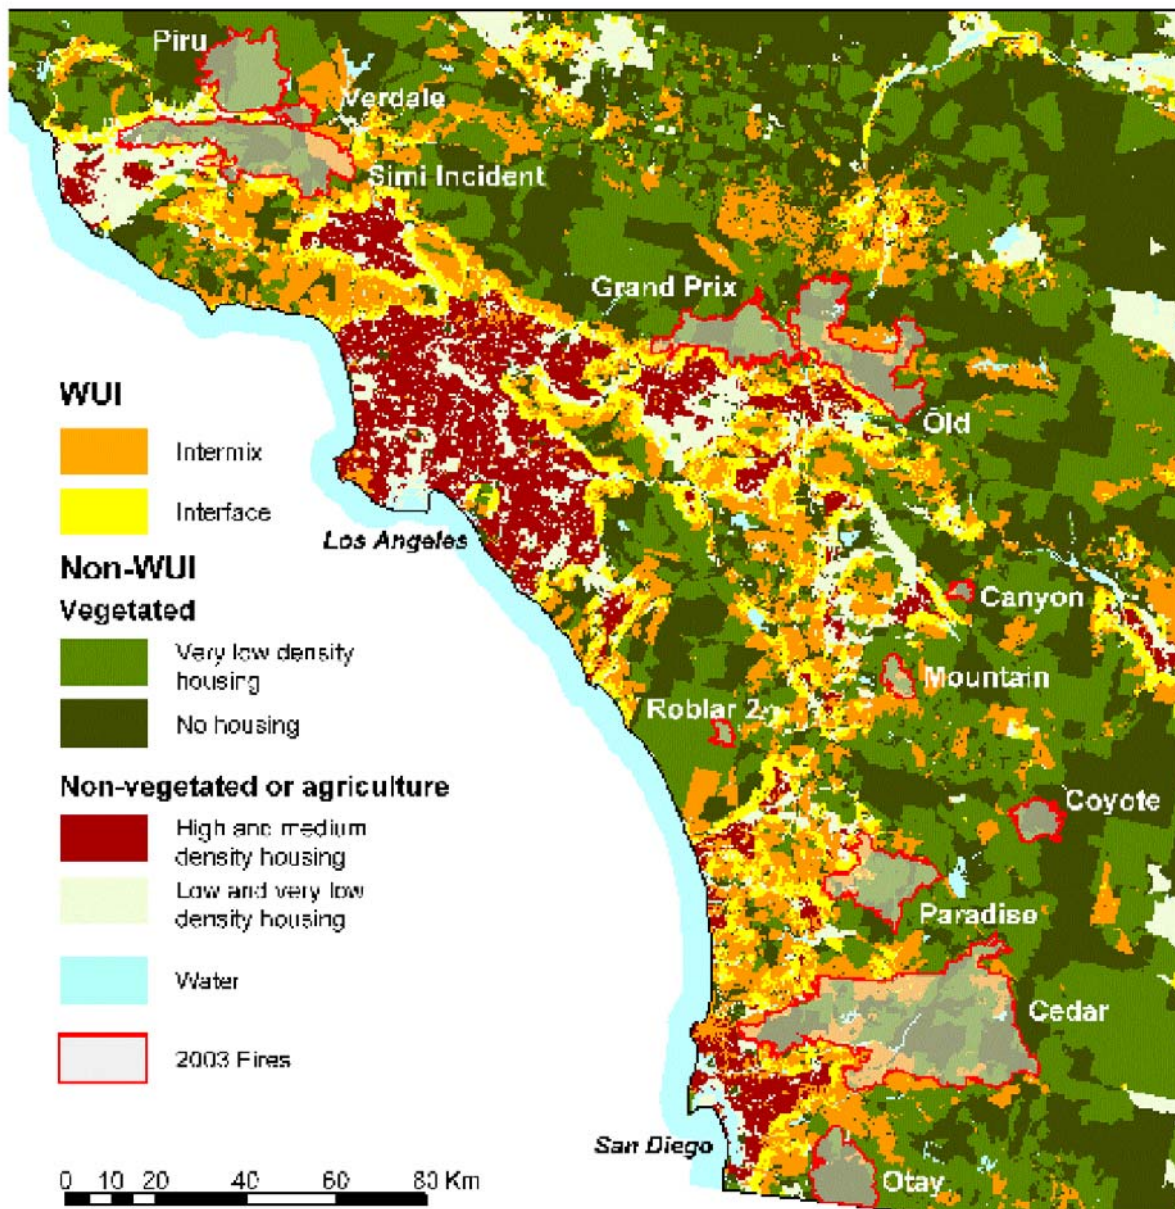 Piru
Verdale
Simi Incident
Grand Prix
Old
WUI
Intermix
Interface
Los Angeles
Non-WUI
Vegetated
Canyon
Very low density
housing
Mountain
Roblar 2
No housing
Non-vegetated or agriculture
Coyote
High and medium
density housing
Low and very low
density housing
Paradise
Water
Cedar
2003 Fires
San Diego
Otay
0 10 20 40 60 80 Km